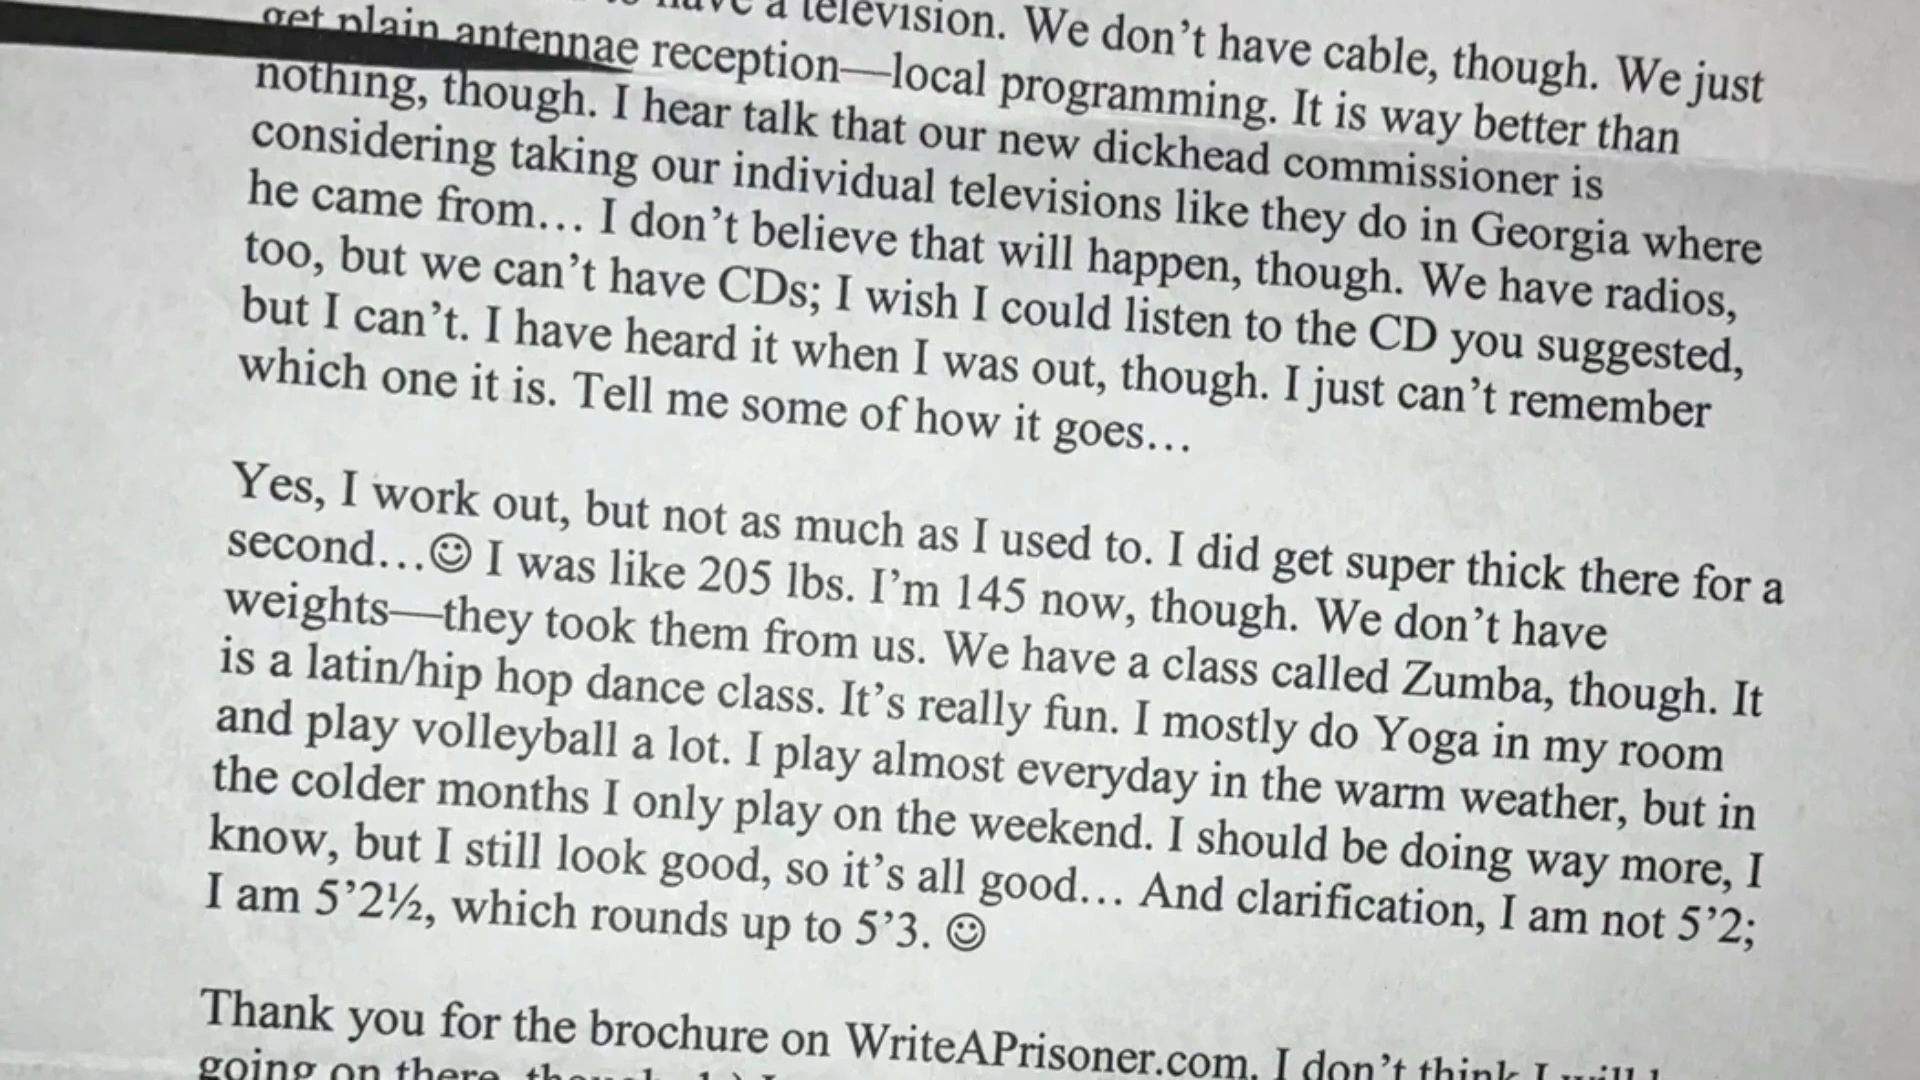 have a television. We don’t have cable, though. We just
get plain antennae reception—local programming. It is way better than
nothing, though. I hear talk that our new dickhead commissioner is
considering taking our individual televisions like they do in Georgia where
he came from… I don’t believe that will happen, though. We have radios,
too, but we can’t have CDs; I wish I could listen to the CD you suggested,
but I can’t. I have heard it when I was out, though. I just can’t remember
which one it is. Tell me some of how it goes…
Yes, I work out, but not as much as I used to. I did get super thick there for a
second…☺ I was like 205 lbs. I’m 145 now, though. We don’t have
weights—they took them from us. We have a class called Zumba, though. It
is a latin/hip hop dance class. It’s really fun. I mostly do Yoga in my room
and play volleyball a lot. I play almost everyday in the warm weather, but in
the colder months I only play on the weekend. I should be doing way more, I
know, but I still look good, so it’s all good… And clarification, I am not 5’2;
I am 5’2½, which rounds up to 5’3. ☺
Thank you for the brochure on WriteAPrisoner.com. I don’t think I will
going on there,